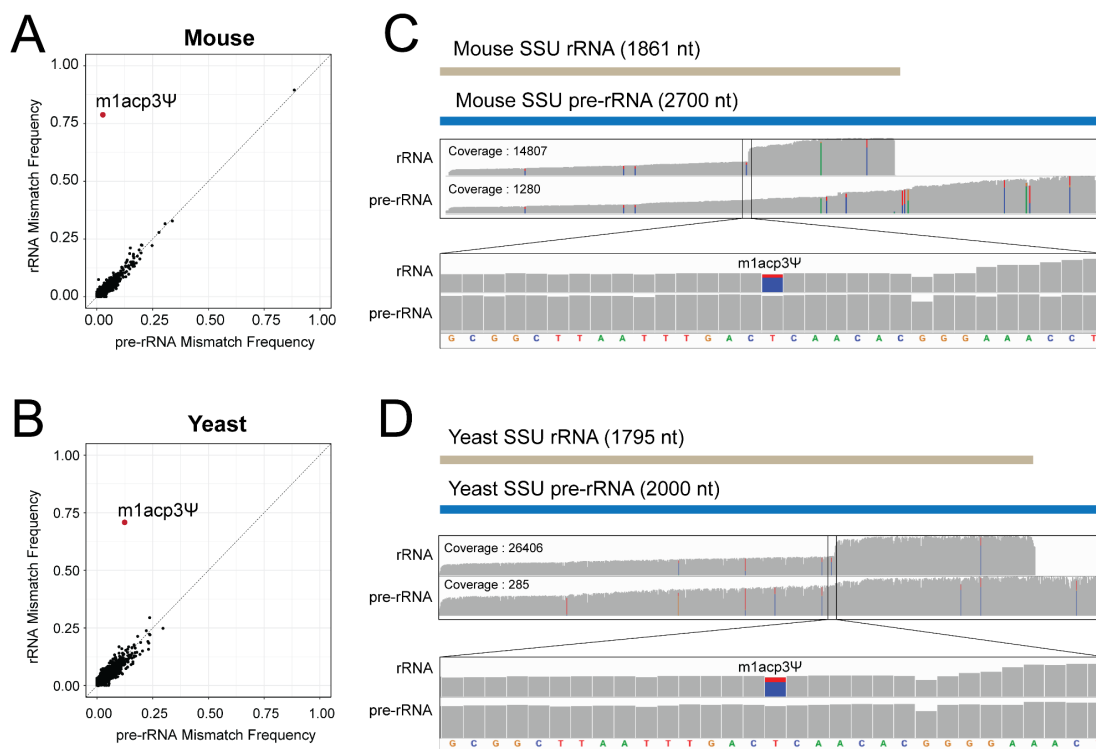 A
Mouse
rRNA Mismatch Frequency
1.00
0.75
0.50
0.25
0.00
m1acp3Ψ
0.00 0.25 0.50 0.75 1.00
pre-rRNA Mismatch Frequency
B
Yeast
rRNA Mismatch Frequency
1.00
0.75
0.50
0.25
0.00
m1acp3Ψ
0.00 0.25 0.50 0.75 1.00
pre-rRNA Mismatch Frequency
C
Mouse SSU rRNA (1861 nt)
Mouse SSU pre-rRNA (2700 nt)
rRNA
Coverage : 14807
pre-rRNA
Coverage : 1280
m1acp3Ψ
rRNA
pre-rRNA
G C G G C T T A A T T T G A C T C A A C A C G G G A A A C C T
D
Yeast SSU rRNA (1795 nt)
Yeast SSU pre-rRNA (2000 nt)
rRNA
Coverage : 26406
pre-rRNA
Coverage : 285
m1acp3Ψ
rRNA
pre-rRNA
G C G G C T T A A T T T G A C T C A A C A C G G G G A A A C